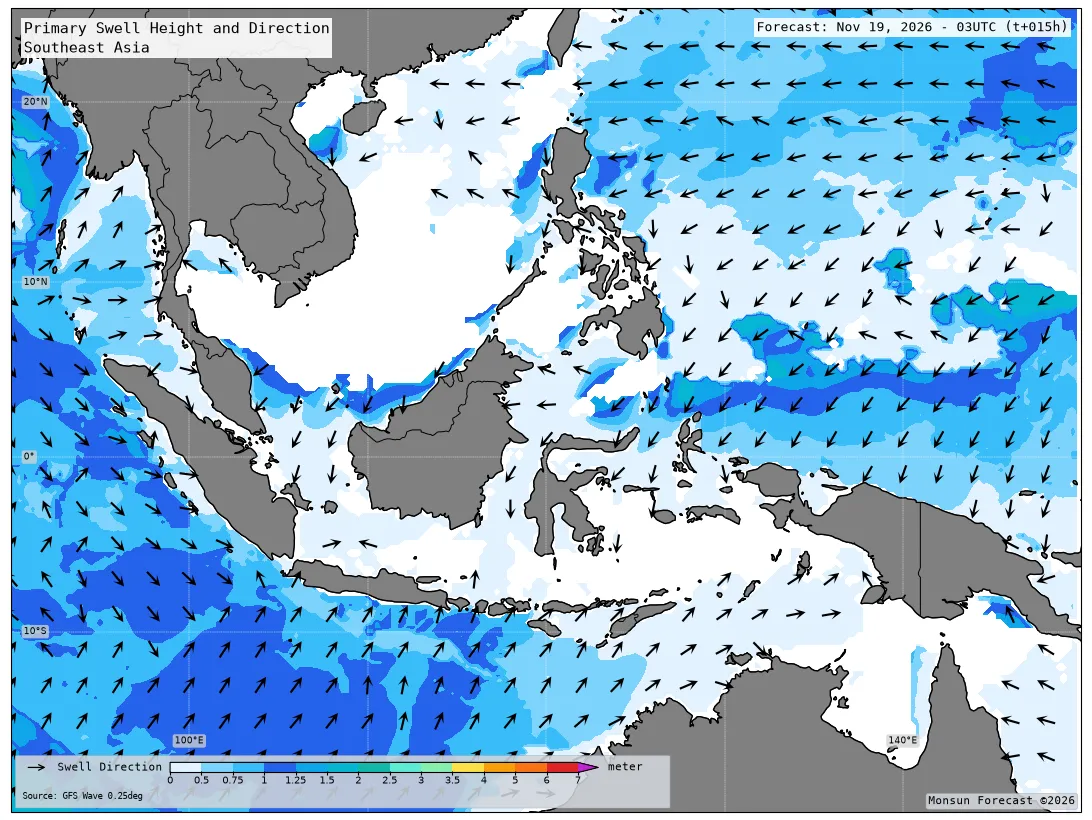 Primary Swell Height and Direction
Southeast Asia
Forecast: Nov 19, 2026 - 03UTC (t+015h)
20°N
10°N
0°
10°S
100°E
140°E
Swell Direction
0 0.5 0.75 1 1.25 1.5 2 2.5 3 3.5 4 5 6 7
meter
Source: GFS Wave 0.25deg
Monsun Forecast ©2026